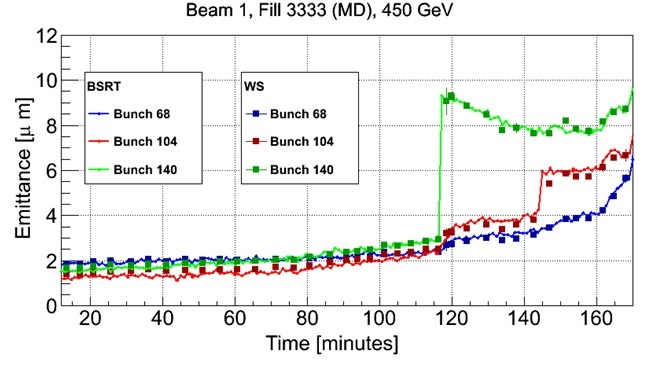 Beam 1, Fill 3333 (MD), 450 GeV
Emittance [μ m]
12
10
8
6
4
2
0
BSRT
Bunch 68
Bunch 104
Bunch 140
WS
Bunch 68
Bunch 104
Bunch 140
20 40 60 80 100 120 140 160
Time [minutes]